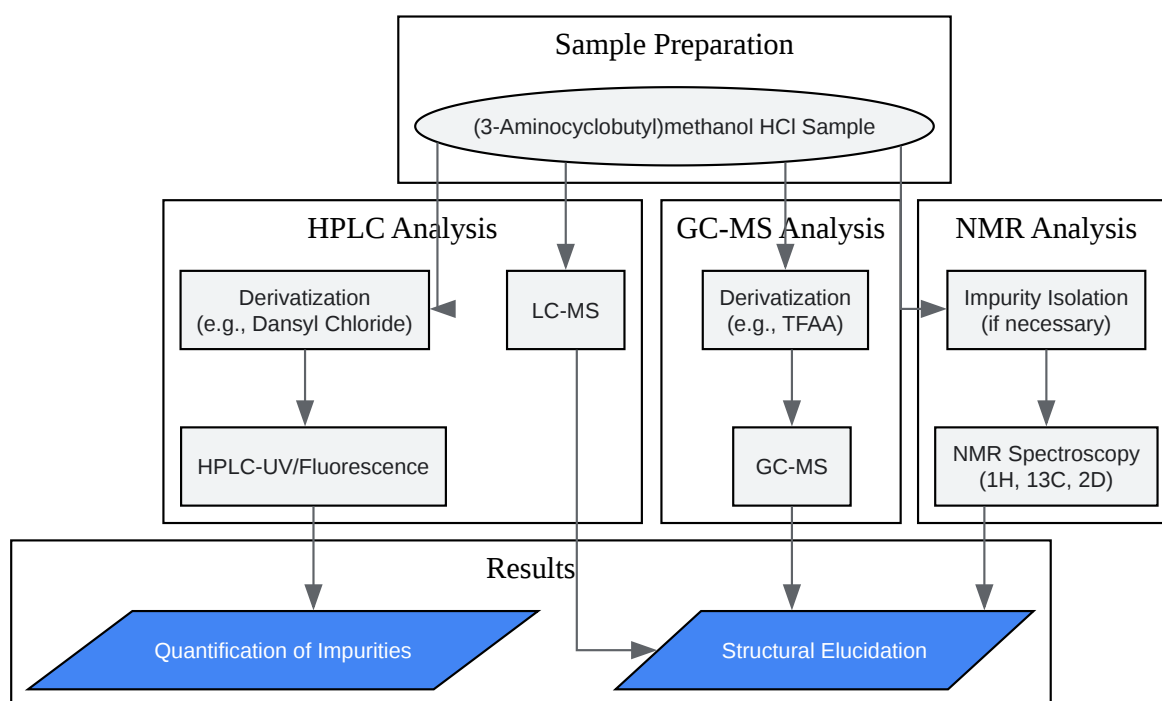 Sample Preparation
(3-Aminocyclobutyl)methanol HCl Sample
HPLC Analysis
GC-MS Analysis
NMR Analysis
Derivatization
(e.g., Dansyl Chloride)
LC-MS
Derivatization
(e.g., TFAA)
Impurity Isolation
(if necessary)
HPLC-UV/Fluorescence
GC-MS
NMR Spectroscopy
(1H, 13C, 2D)
Results
Quantification of Impurities
Structural Elucidation